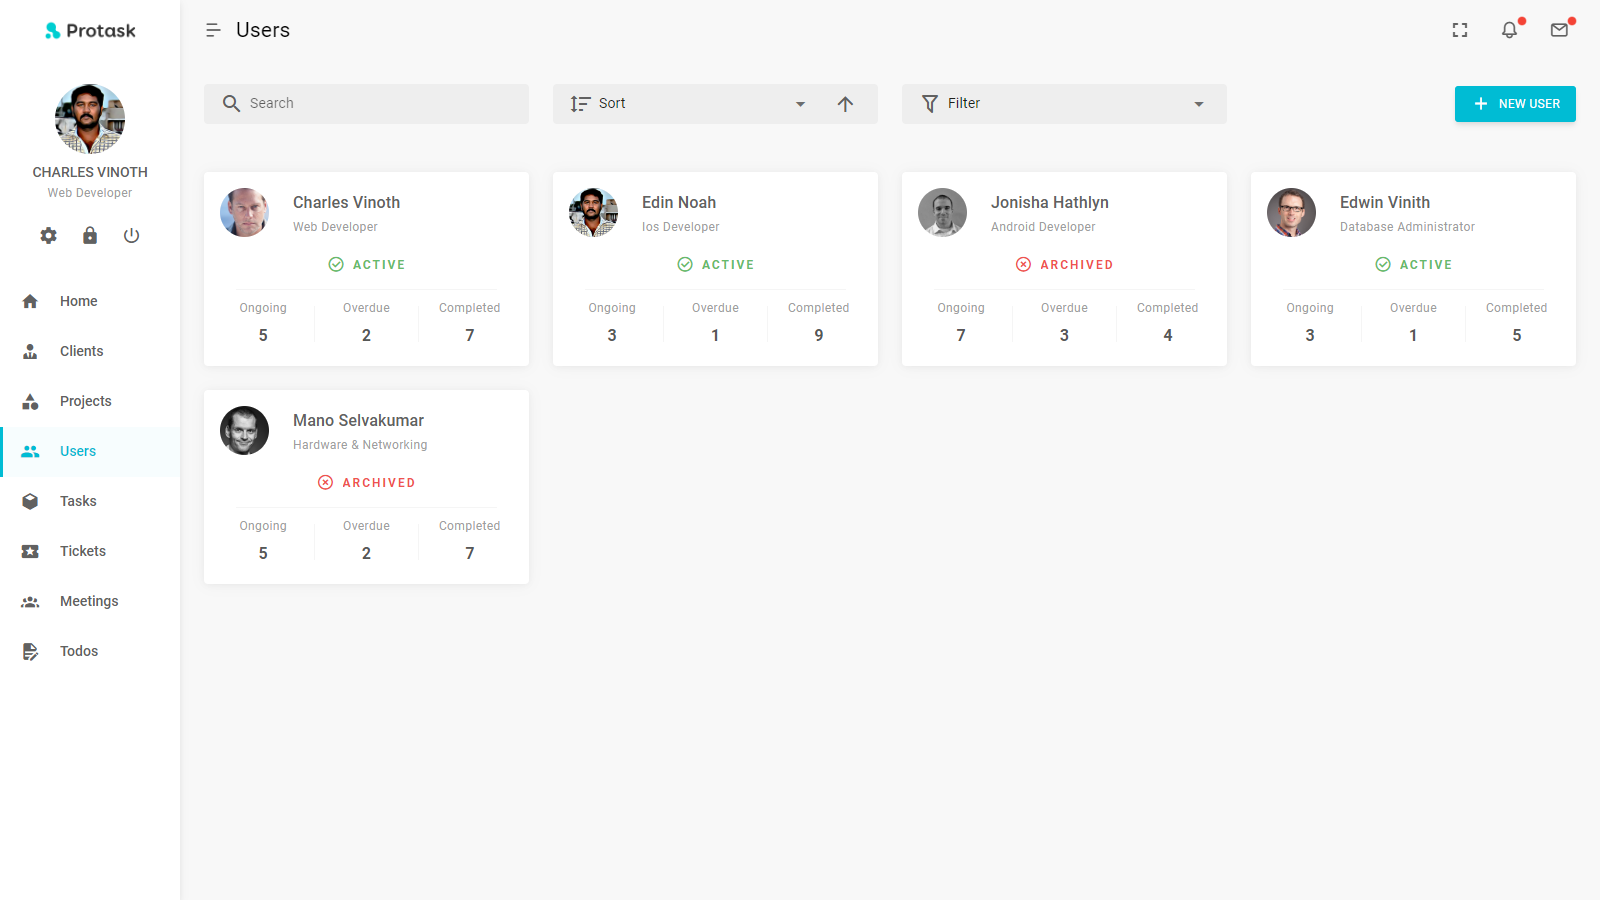 Protask
CHARLES VINOTH
Web Developer
Home
Clients
Projects
Users
Tasks
Tickets
Meetings
Todos
Users
Search
Sort
Filter
NEW USER
Charles Vinoth
Web Developer
ACTIVE
Ongoing Overdue Completed
5 2 7
Edin Noah
Ios Developer
ACTIVE
Ongoing Overdue Completed
3 1 9
Jonisha Hathlyn
Android Developer
ARCHIVED
Ongoing Overdue Completed
7 3 4
Edwin Vinith
Database Administrator
ACTIVE
Ongoing Overdue Completed
3 1 5
Mano Selvakumar
Hardware & Networking
ARCHIVED
Ongoing Overdue Completed
5 2 7